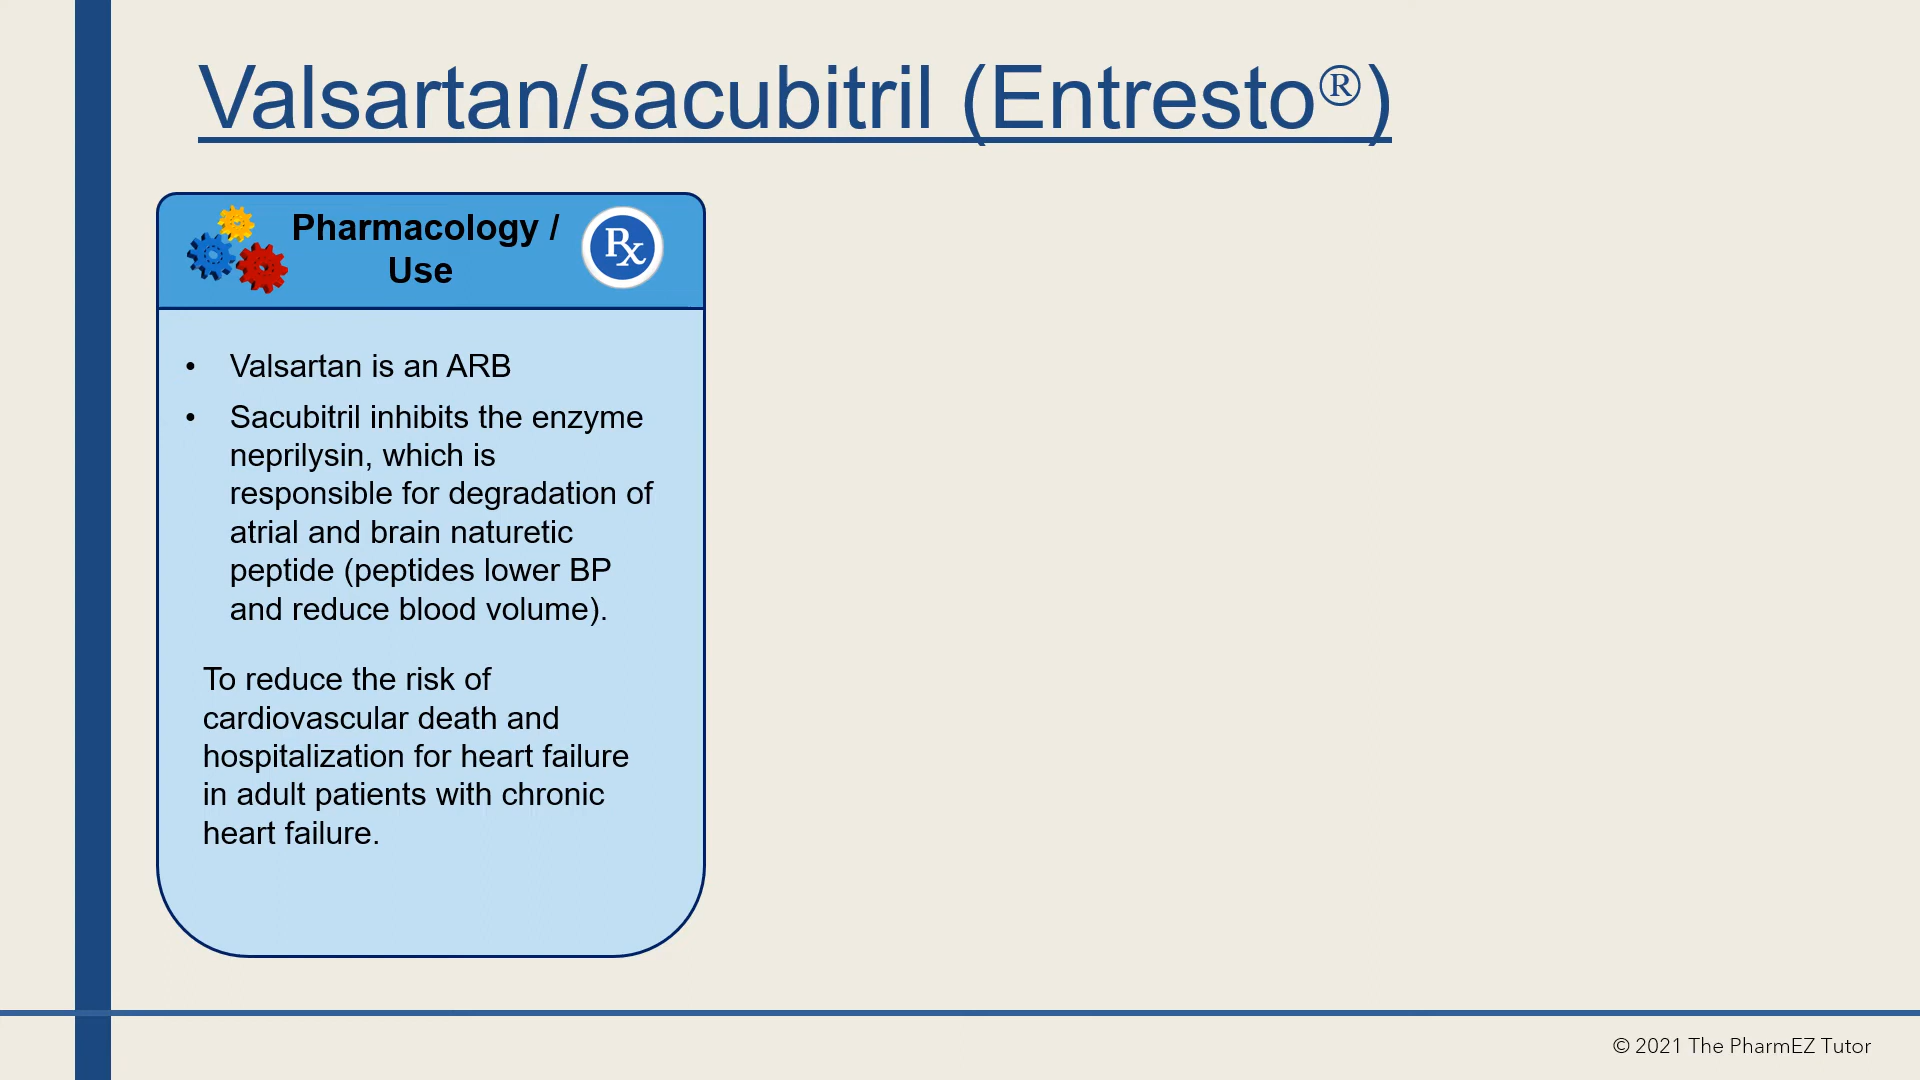 Valsartan/sacubitril (Entresto®)
Pharmacology /
Use
Rx
• Valsartan is an ARB
• Sacubitril inhibits the enzyme
neprilysin, which is
responsible for degradation of
atrial and brain naturetic
peptide (peptides lower BP
and reduce blood volume).
To reduce the risk of
cardiovascular death and
hospitalization for heart failure
in adult patients with chronic
heart failure.
© 2021 The PharmEZ Tutor